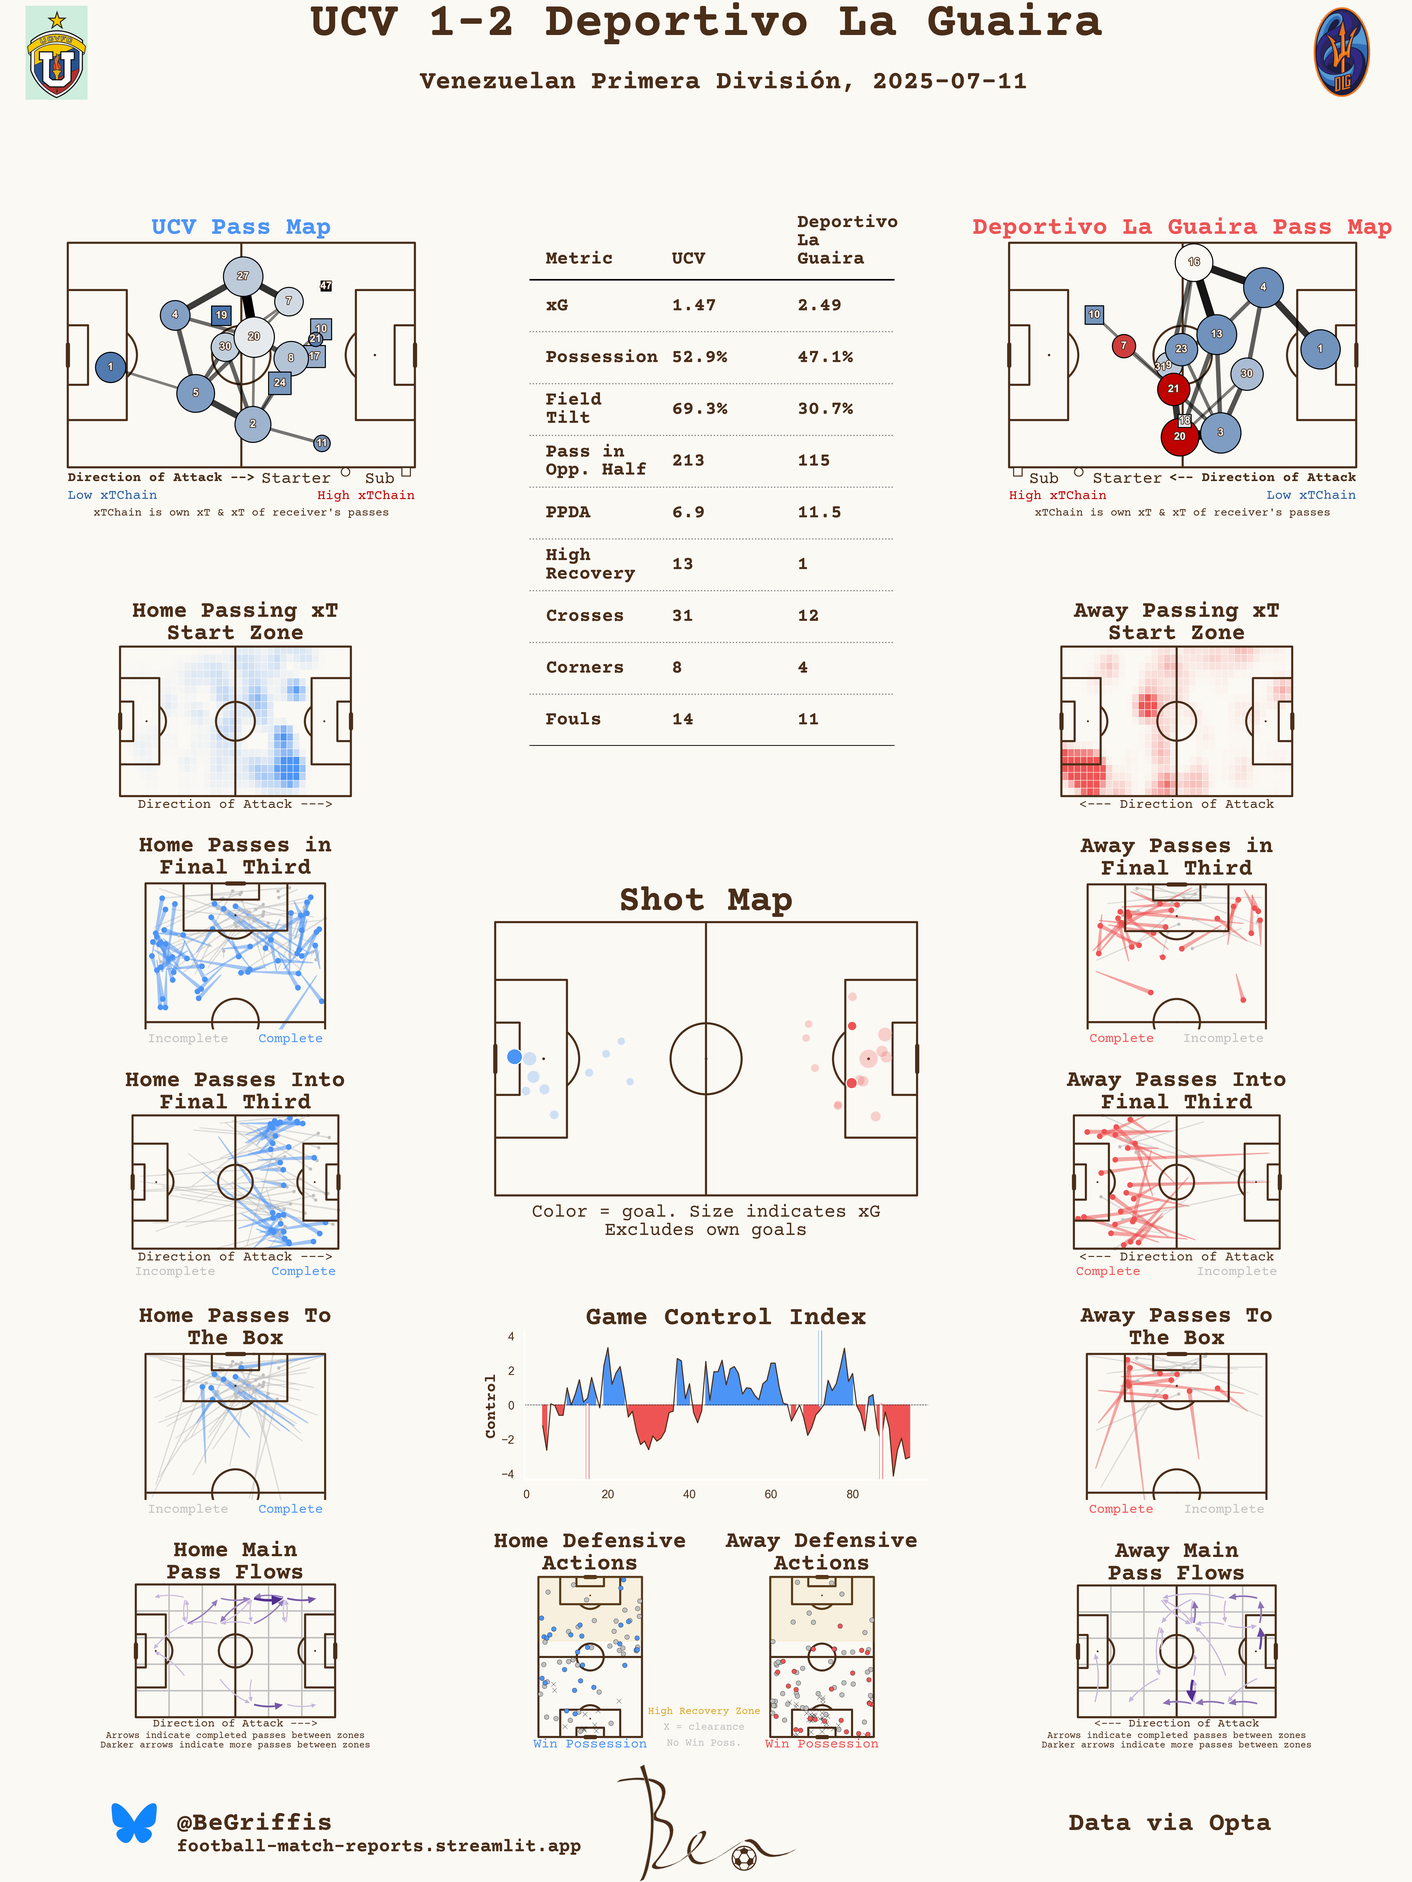 UCV 1-2 Deportivo La Guaira
Venezuelan Primera División, 2025-07-11
DLG
UCV Pass Map
27
7
47
4
19
20
10
21
30
8
17
1
24
5
2
11
Direction of Attack --> Starter Sub
Low xTChain High xTChain
xTChain is own xT & xT of receiver's passes
Metric UCV Deportivo
La
Guaira
xG 1.47 2.49
Possession 52.9% 47.1%
Field
Tilt 69.3% 30.7%
Pass in
Opp. Half 213 115
PPDA 6.9 11.5
High
Recovery 13 1
Crosses 31 12
Corners 8 4
Fouls 14 11
Deportivo La Guaira Pass Map
16
4
10
13
7
23
1
30
21
18
20
3
Sub Starter <-- Direction of Attack
High xTChain Low xTChain
xTChain is own xT & xT of receiver's passes
Home Passing xT
Start Zone
Direction of Attack --->
Away Passing xT
Start Zone
<--- Direction of Attack
Home Passes in
Final Third
Incomplete Complete
Away Passes in
Final Third
Complete Incomplete
Shot Map
Color = goal. Size indicates xG
Excludes own goals
Home Passes Into
Final Third
Direction of Attack --->
Incomplete Complete
Away Passes Into
Final Third
<--- Direction of Attack
Complete Incomplete
Home Passes To
The Box
Incomplete Complete
Game Control Index
Control
4
2
0
−2
−4
0 20 40 60 80
Away Passes To
The Box
Complete Incomplete
Home Main
Pass Flows
Direction of Attack --->
Arrows indicate completed passes between zones
Darker arrows indicate more passes between zones
Home Defensive
Actions
Win Possession
High Recovery Zone
X = clearance
No Win Poss.
Away Defensive
Actions
Win Possession
Away Main
Pass Flows
<--- Direction of Attack
Arrows indicate completed passes between zones
Darker arrows indicate more passes between zones
@BeGriffis
football-match-reports.streamlit.app
Ben
Data via Opta